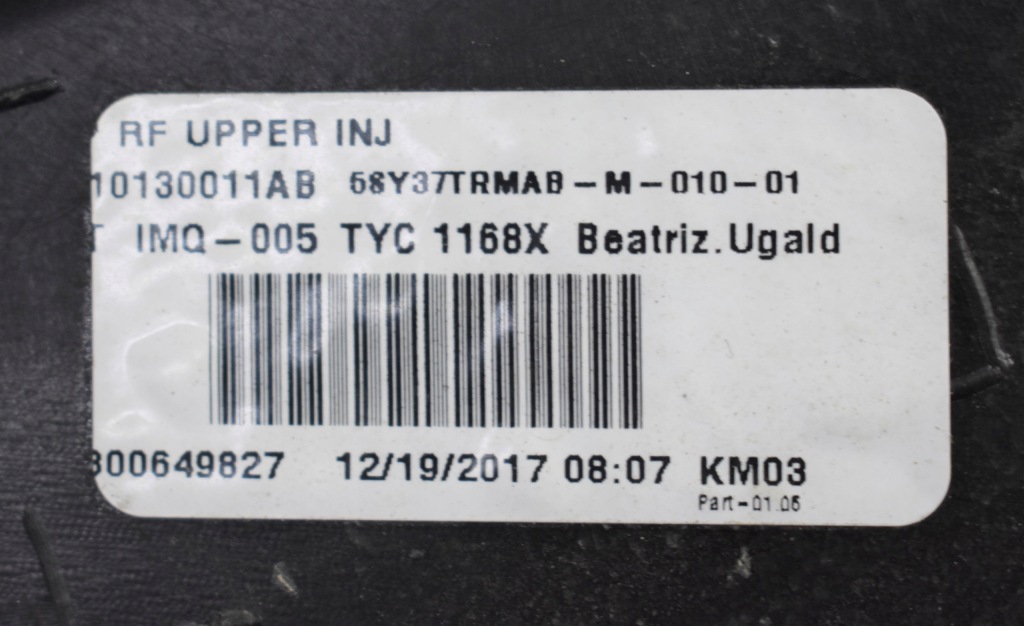 RF UPPER INJ
10130011AB 68Y37TRMAB-M-010-01
T IMQ-005 TYC 1168X Beatriz.Ugald
300649827 12/19/2017 08:07 KM03
Part-01.05